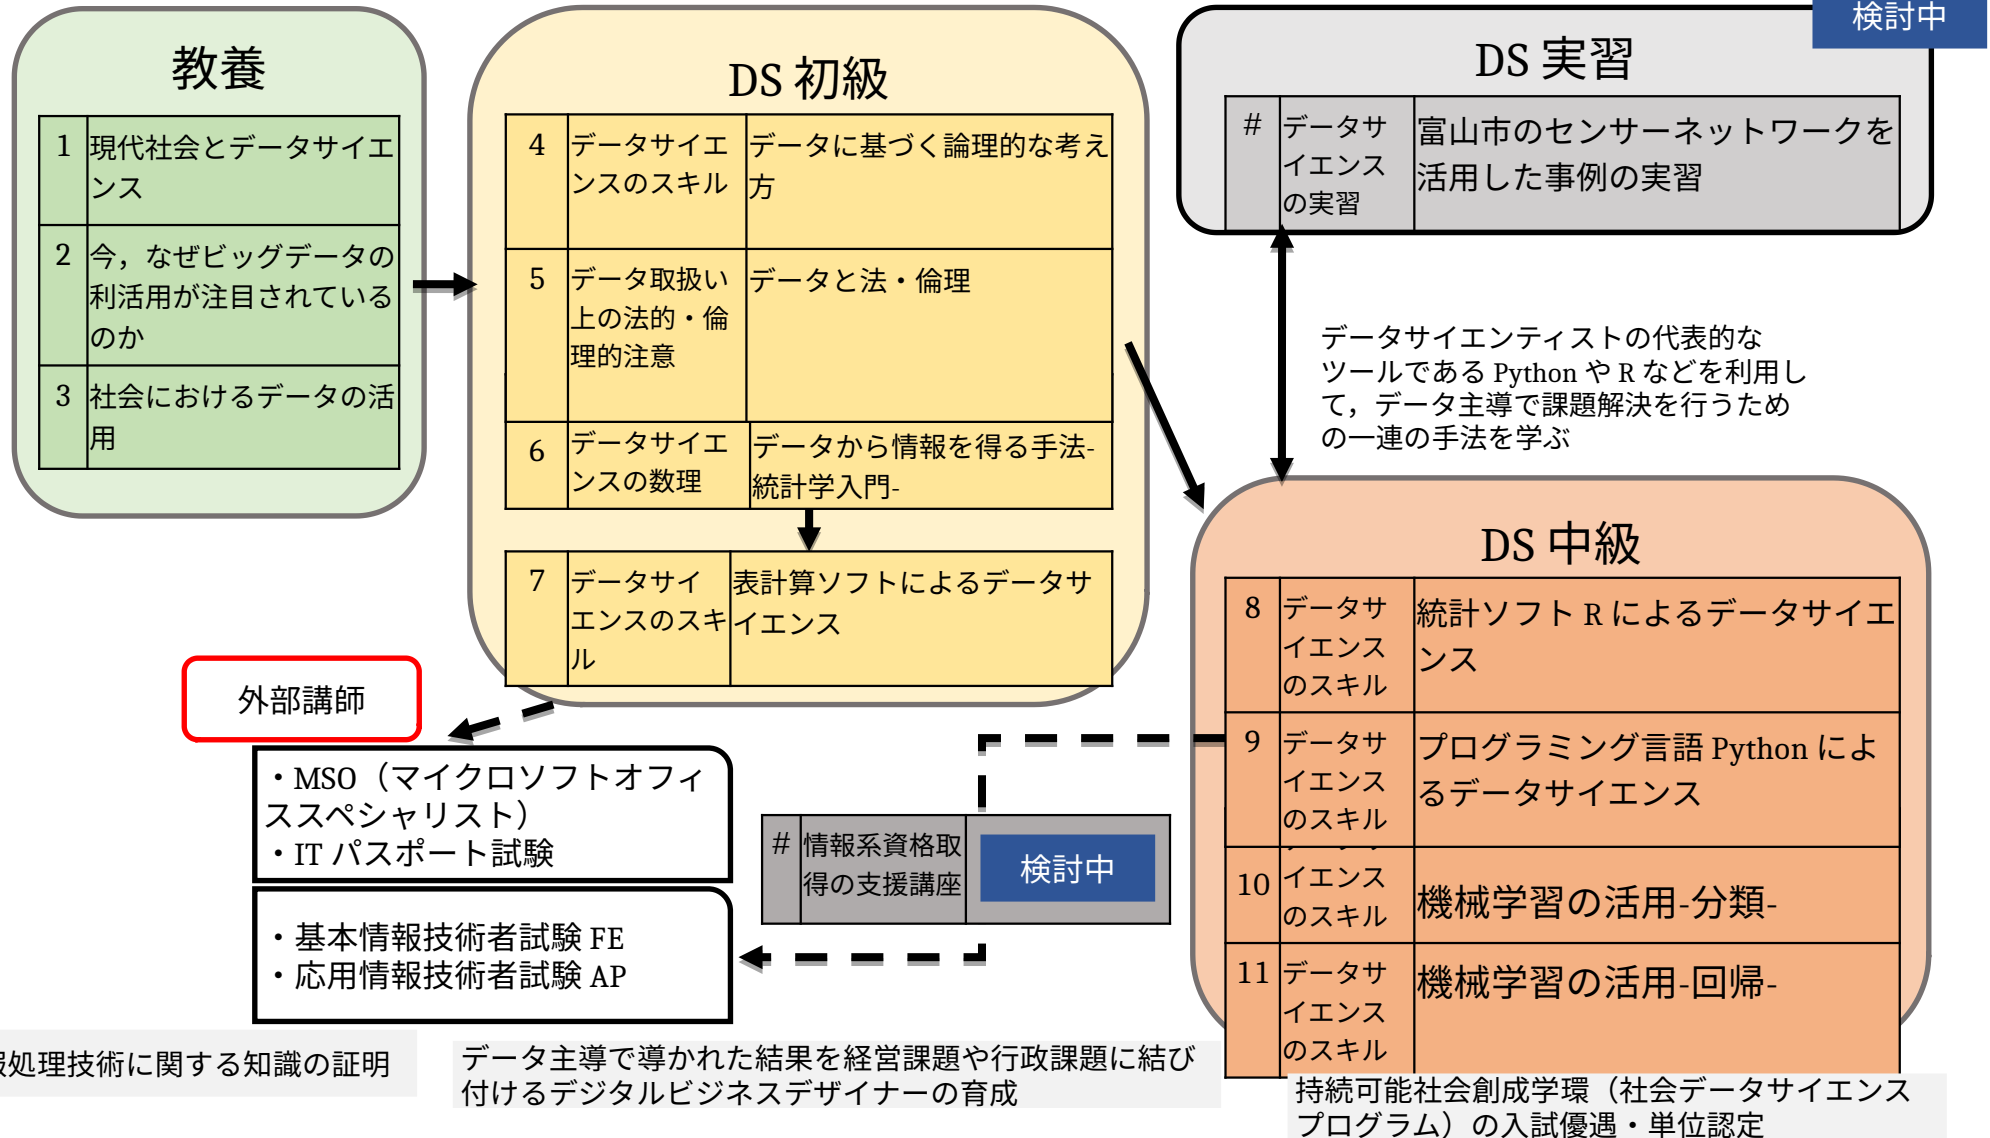 教養
1 現代社会とデータサイエ
ンス
2 今，なぜビッグデータの
利活用が注目されている
のか
3 社会におけるデータの活
用
DS 初級
4 データサイエ
ンスのスキル
データに基づく論理的な考え
方
5 データ取扱い
上の法的・倫
理的注意
データと法・倫理
6 データサイエ
ンスの数理
データから情報を得る手法-
統計学入門-
7 データサイ
エンスのスキ
ル
表計算ソフトによるデータサ
イエンス
検討中
DS 実習
# データサ
イエンス
の実習
富山市のセンサーネットワークを
活用した事例の実習
データサイエンティストの代表的な
ツールである Python や R などを利用し
て，データ主導で課題解決を行うため
の一連の手法を学ぶ
DS 中級
8 データサ
イエンス
のスキル
統計ソフト R によるデータサイエ
ンス
9 データサ
イエンス
のスキル
プログラミング言語 Python によ
るデータサイエンス
10 イエンス
のスキル
機械学習の活用-分類-
11 データサ
イエンス
のスキル
機械学習の活用-回帰-
外部講師
・MSO（マイクロソフトオフィ
ススペシャリスト）
・IT パスポート試験
・基本情報技術者試験 FE
・応用情報技術者試験 AP
# 情報系資格取
得の支援講座
検討中
処理技術に関する知識の証明
データ主導で導かれた結果を経営課題や行政課題に結び
付けるデジタルビジネスデザイナーの育成
持続可能社会創成学環（社会データサイエンス
プログラム）の入試優遇・単位認定